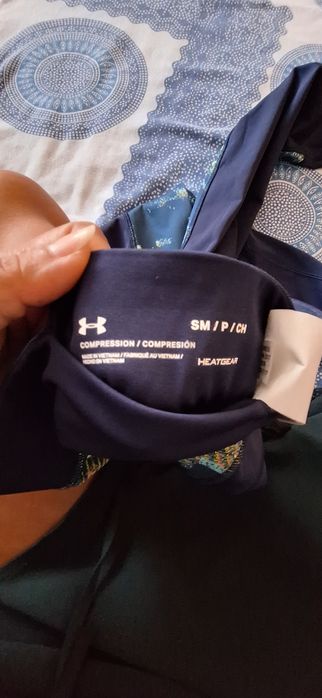 SM / P / CH
COMPRESSION / COMPRESIÓN
MADE IN VIETNAM / FABRIQUÉ AU VIETNAM /
HECHO EN VIETNAM
HEATGEAR